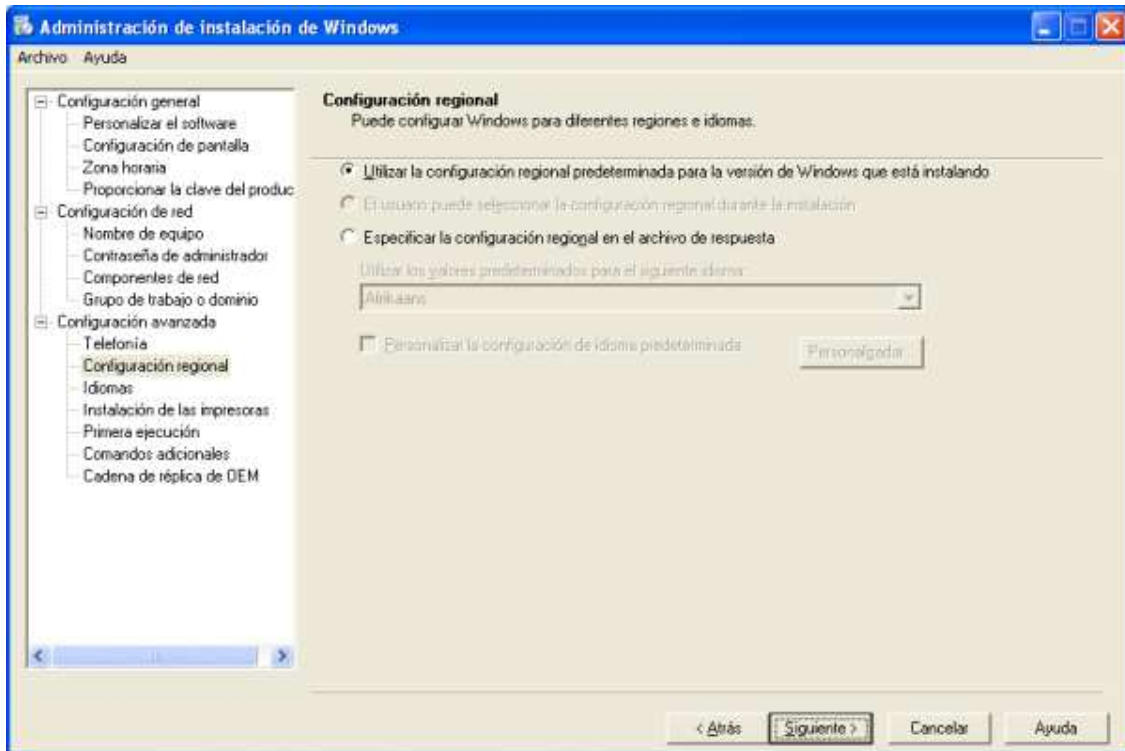 Administración de instalación de Windows
Archivo Ayuda
Configuración general
Personalizar el software
Configuración de pantalla
Zona horaria
Proporcionar la clave del produc
Configuración de red
Nombre de equipo
Contraseña de administrador
Componentes de red
Grupo de trabajo o dominio
Configuración avanzada
Telefonía
Configuración regional
Idiomas
Instalación de las impresoras
Primera ejecución
Comandos adicionales
Cadena de réplica de OEM
Configuración regional
Puede configurar Windows para diferentes regiones e idiomas.
Utilizar la configuración regional predeterminada para la versión de Windows que está instalando
El usuario puede seleccionar la configuración regional durante la instalación
Especificar la configuración regional en el archivo de respuesta
Utilizar los valores predeterminados para el siguiente idioma:
Afrikaans
Personalizar la configuración de idioma predeterminada
< Atrás Siguiente > Cancelar Ayuda